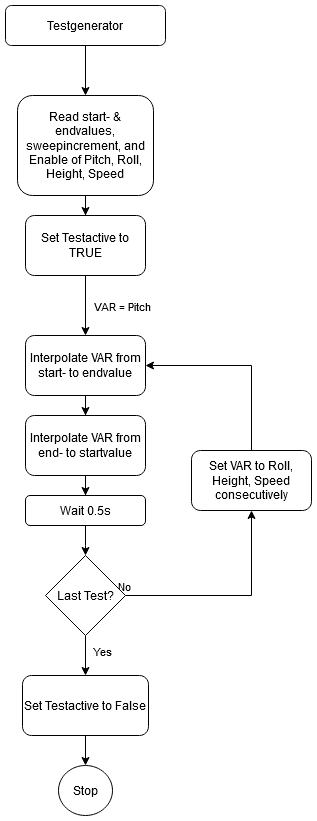 Testgenerator
Read start- &
endvalues,
sweepincrement, and
Enable of Pitch, Roll,
Height, Speed
Set Testactive to
TRUE
VAR = Pitch
Interpolate VAR from
start- to endvalue
Interpolate VAR from
end- to startvalue
Set VAR to Roll,
Height, Speed
consecutively
Wait 0.5s
Last Test?
No
Yes
Set Testactive to False
Stop